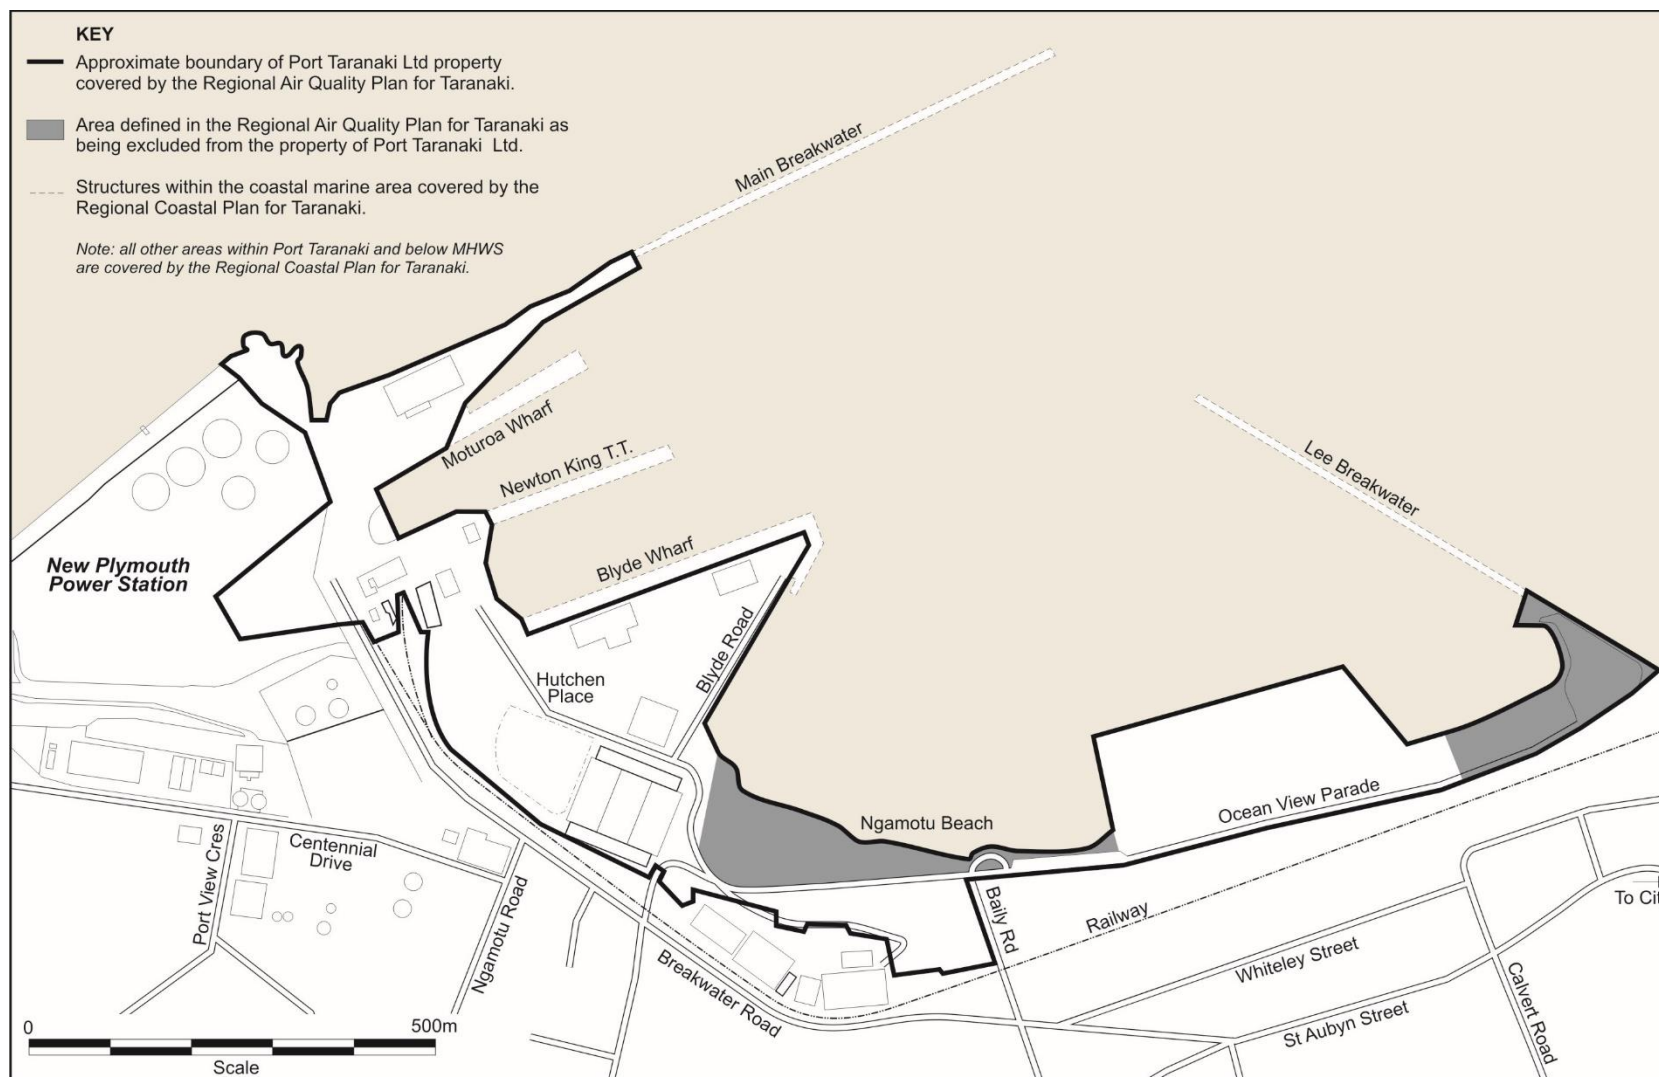 KEY
Approximate boundary of Port Taranaki Ltd property
covered by the Regional Air Quality Plan for Taranaki.
Area defined in the Regional Air Quality Plan for Taranaki as
being excluded from the property of Port Taranaki Ltd.
Structures within the coastal marine area covered by the
Regional Coastal Plan for Taranaki.
Note: all other areas within Port Taranaki and below MHWS
are covered by the Regional Coastal Plan for Taranaki.
Main Breakwater
Moturoa Wharf
Newton King T.T.
Lee Breakwater
Blyde Wharf
New Plymouth
Power Station
Blyde Road
Hutchen
Place
Ngamotu Beach
Ocean View Parade
Port View Cres
Centennial
Drive
Ngamotu Road
Breakwater Road
Baily Rd
Railway
To Cit
Whiteley Street
Calvert Road
St Aubyn Street
0
500m
Scale